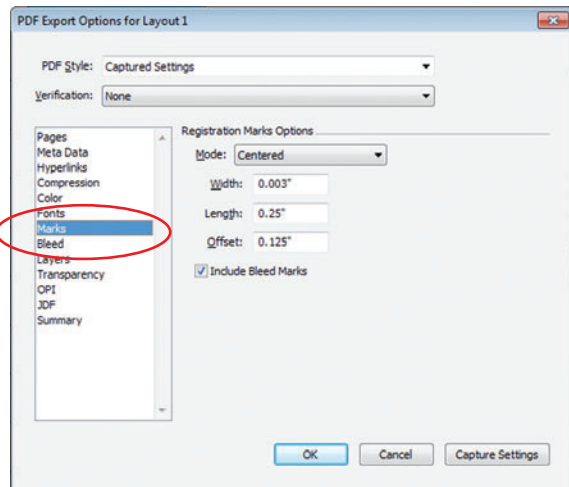 PDF Export Options for Layout 1
PDF Style: Captured Settings
Verification: None
Pages
Meta Data
Hyperlinks
Compression
Color
Fonts
Marks
Bleed
Layers
Transparency
OPI
JDF
Summary
Registration Marks Options
Mode: Centered
Width: 0.003"
Length: 0.25"
Offset: 0.125"
Include Bleed Marks
OK Cancel Capture Settings